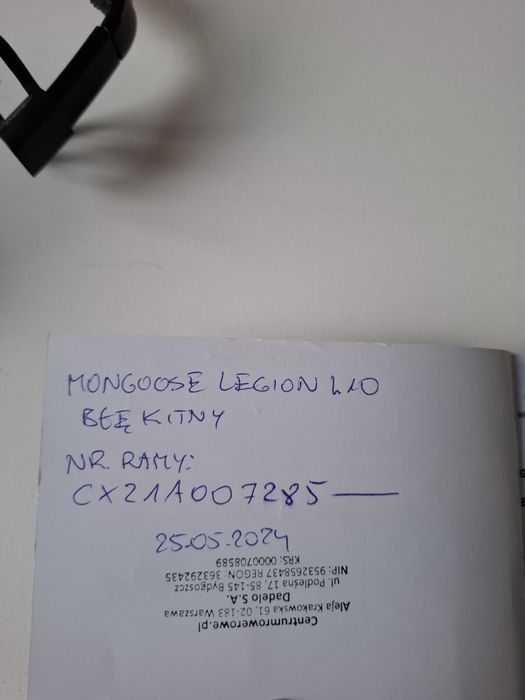 MONGOOSE LEGION L10
BŁĘKITNY
NR. RAMY:
CX21A007285
25.05.2024
Centrumrowerowe.pl
Aleja Krakowska 61, 02-183 Warszawa
Dadelo S.A.
ul. Podleśna 17, 85-145 Bydgoszcz
NIP: 9532658437 REGON: 363292435
KRS: 0000708589